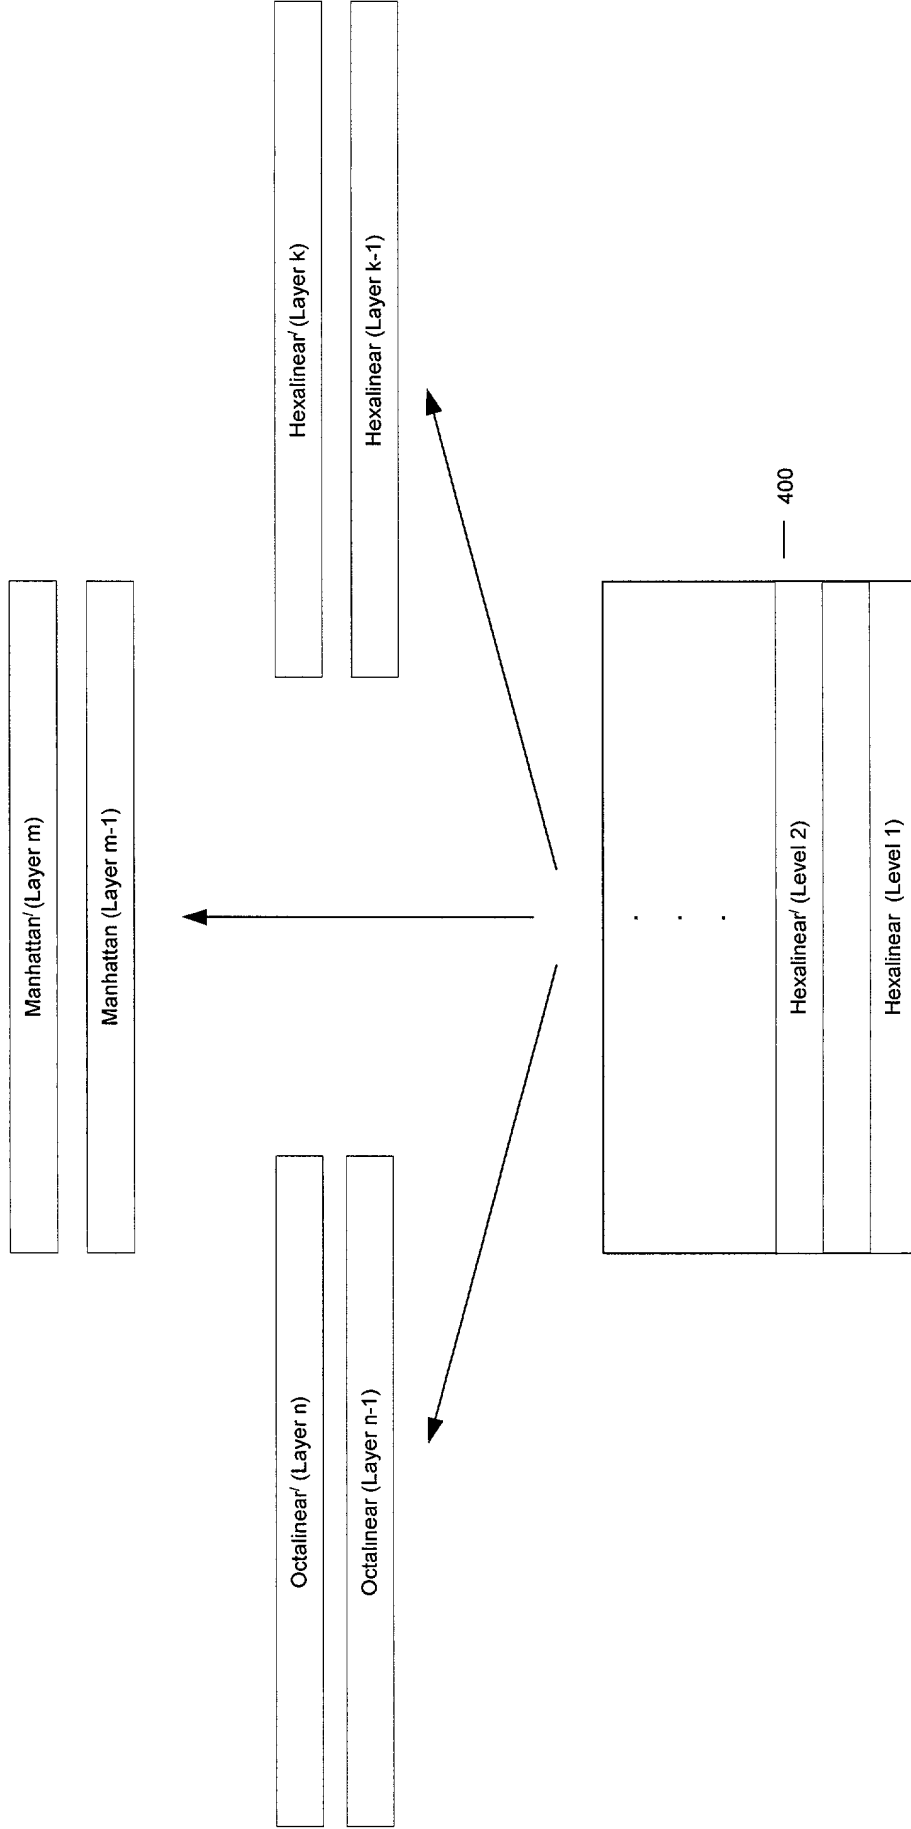 Manhattan/ (Layer m)
Manhattan (Layer m-1)
Octalinear/ (Layer n)
Octalinear (Layer n-1)
Hexalinear/ (Layer k)
Hexalinear (Layer k-1)
. . .
Hexalinear/ (Level 2)
400
Hexalinear (Level 1)